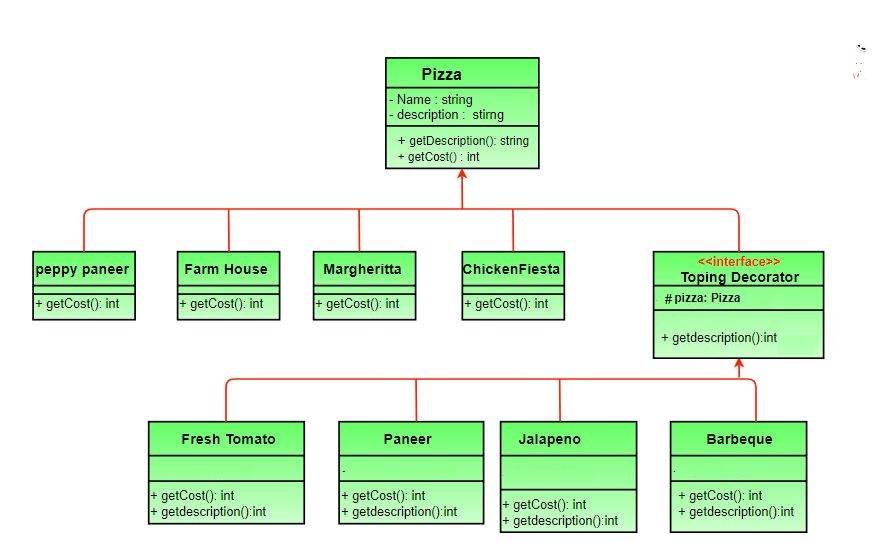 Pizza
- Name : string
- description : stirng
+ getDescription(): string
+ getCost() : int
peppy paneer
+ getCost(): int
Farm House
+ getCost(): int
Margheritta
+ getCost(): int
ChickenFiesta
+ getCost(): int
<<interface>>
Toping Decorator
# pizza: Pizza
+ getdescription():int
Fresh Tomato
+ getCost(): int
+ getdescription():int
Paneer
+ getCost(): int
+ getdescription():int
Jalapeno
+ getCost(): int
+ getdescription():int
Barbeque
+ getCost(): int
+ getdescription():int